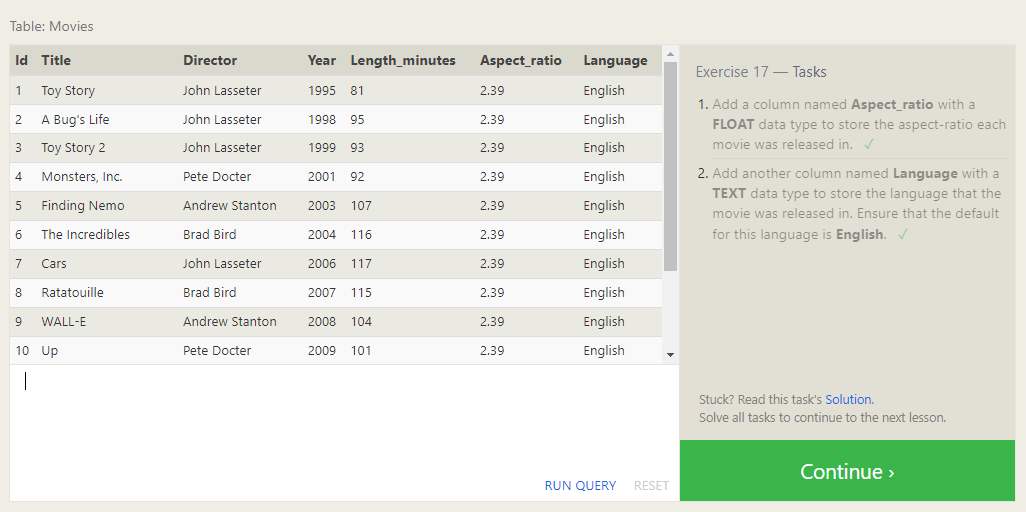 Table: Movies
Id Title Director Year Length_minutes Aspect_ratio Language
1 Toy Story John Lasseter 1995 81 2.39 English
2 A Bug's Life John Lasseter 1998 95 2.39 English
3 Toy Story 2 John Lasseter 1999 93 2.39 English
4 Monsters, Inc. Pete Docter 2001 92 2.39 English
5 Finding Nemo Andrew Stanton 2003 107 2.39 English
6 The Incredibles Brad Bird 2004 116 2.39 English
7 Cars John Lasseter 2006 117 2.39 English
8 Ratatouille Brad Bird 2007 115 2.39 English
9 WALL-E Andrew Stanton 2008 104 2.39 English
10 Up Pete Docter 2009 101 2.39 English
RUN QUERY RESET
Exercise 17 — Tasks
1. Add a column named Aspect_ratio with a
FLOAT data type to store the aspect-ratio each
movie was released in. ✓
2. Add another column named Language with a
TEXT data type to store the language that the
movie was released in. Ensure that the default
for this language is English. ✓
Stuck? Read this task's Solution.
Solve all tasks to continue to the next lesson.
Continue ›